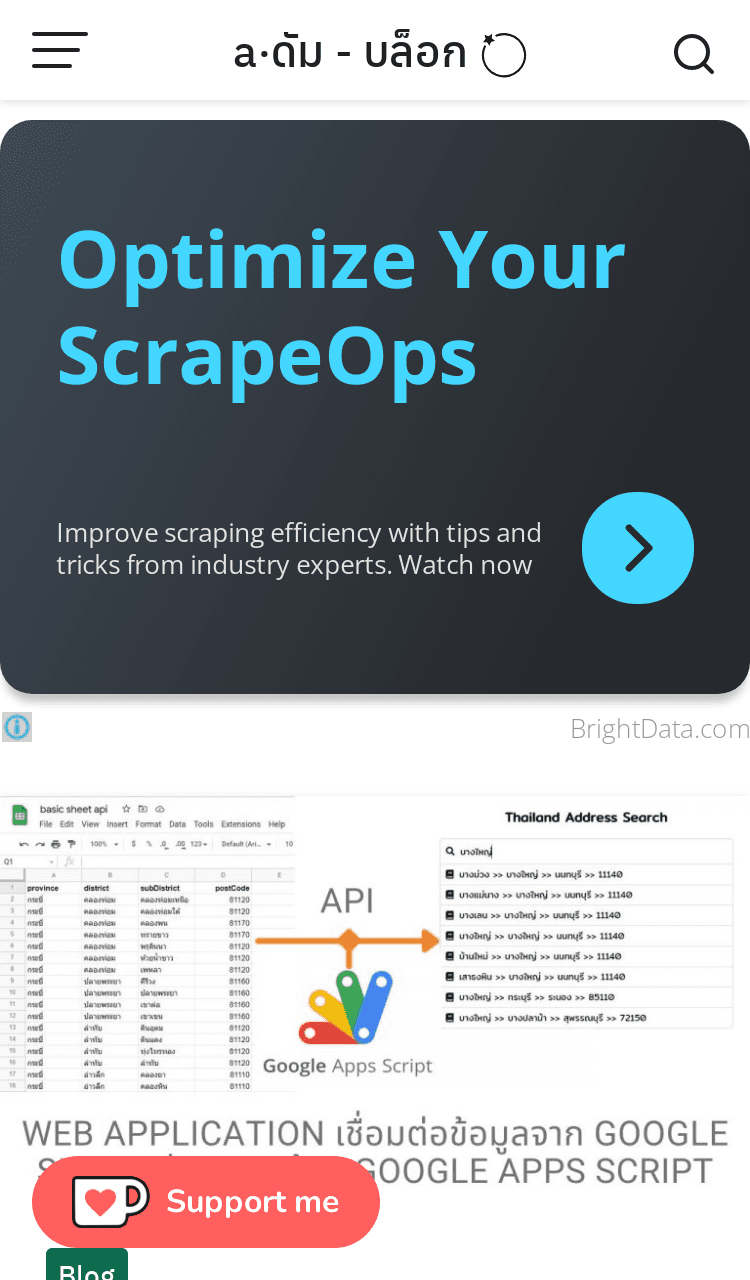 a·ดัม - บล็อก
Optimize Your
ScrapeOps
Improve scraping efficiency with tips and
tricks from industry experts. Watch now
BrightData.com
basic sheet api
File Edit View Insert Format Data Tools Extensions Help
100% $ % .0 .00 123 Default (Ari... 10
Q1 fx
A B C D E
1 province district subDistrict postCode
2 กระบี่ คลองท่อม คลองท่อมเหนือ 81120
3 กระบี่ คลองท่อม คลองท่อมใต้ 81120
4 กระบี่ คลองท่อม คลองพน 81170
5 กระบี่ คลองท่อม ทรายขาว 81170
6 กระบี่ คลองท่อม พรุดินนา 81120
7 กระบี่ คลองท่อม ห้วยน้ำขาว 81120
8 กระบี่ คลองท่อม เพหลา 81120
9 กระบี่ ปลายพระยา คีรีวง 81160
10 กระบี่ ปลายพระยา ปลายพระยา 81160
11 กระบี่ ปลายพระยา เขาต่อ 81160
12 กระบี่ ปลายพระยา เขาเขน 81160
13 กระบี่ ลำทับ ดินอุดม 81120
14 กระบี่ ลำทับ ดินแดง 81120
15 กระบี่ ลำทับ ทุ่งไทรทอง 81120
16 กระบี่ ลำทับ ลำทับ 81120
17 กระบี่ อ่าวลึก คลองยา 81110
18 กระบี่ อ่าวลึก คลองหิน 81110
API
Google Apps Script
Thailand Address Search
บางใหญ่
บางม่วง >> บางใหญ่ >> นนทบุรี >> 11140
บางแม่นาง >> บางใหญ่ >> นนทบุรี >> 11140
บางเลน >> บางใหญ่ >> นนทบุรี >> 11140
บางใหญ่ >> บางใหญ่ >> นนทบุรี >> 11140
บ้านใหม่ >> บางใหญ่ >> นนทบุรี >> 11140
เสาธงหิน >> บางใหญ่ >> นนทบุรี >> 11140
บางใหญ่ >> กระบุรี >> ระนอง >> 85110
บางใหญ่ >> บางปลาม้า >> สุพรรณบุรี >> 72150
WEB APPLICATION เชื่อมต่อข้อมูลจาก GOOGLE
GOOGLE APPS SCRIPT
Support me
Blog